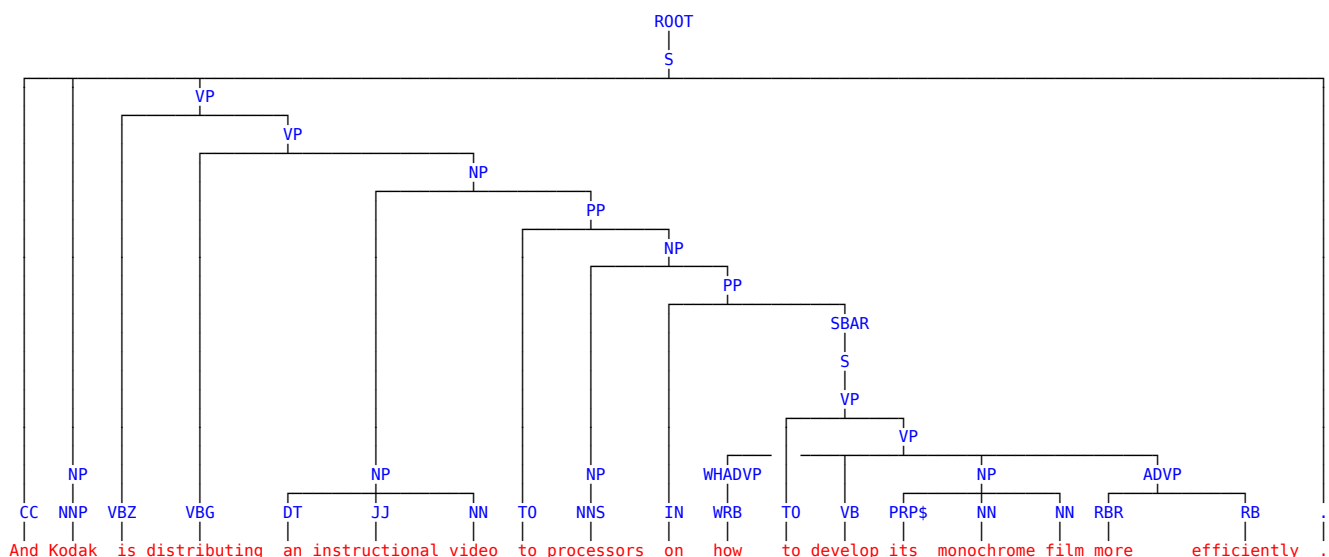 ROOT
S
VP
VP
NP
PP
NP
PP
SBAR
S
VP
VP
NP NP NP WHADVP NP ADVP
CC NNP VBZ VBG DT JJ NN TO NNS IN WRB TO VB PRP$ NN NN RBR RB .
And Kodak is distributing an instructional video to processors on how to develop its monochrome film more efficiently .